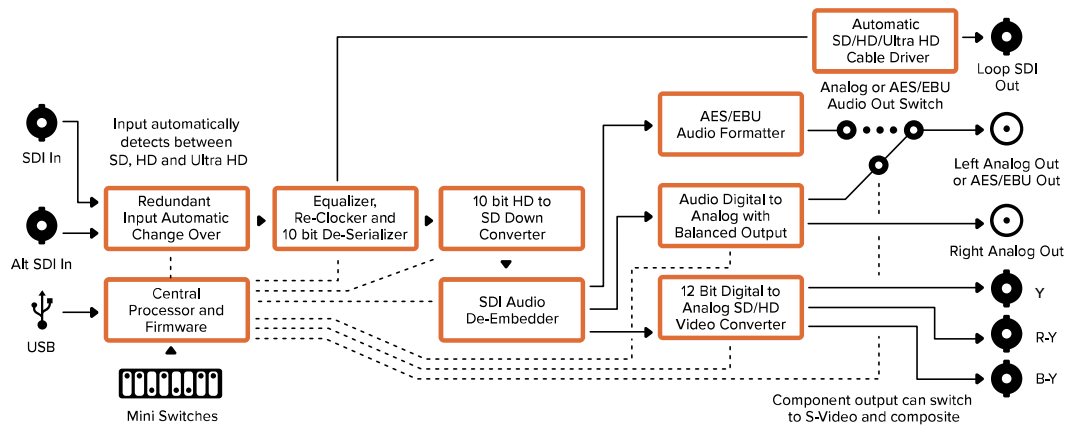 Automatic
SD/HD/Ultra HD
Cable Driver
Loop SDI
Out
Analog or AES/EBU
Audio Out Switch
AES/EBU
Audio Formatter
SDI In
Input automatically
detects between
SD, HD and Ultra HD
Left Analog Out
or AES/EBU Out
Redundant
Input Automatic
Change Over
Equalizer,
Re-Clocker and
10 bit De-Serializer
10 bit HD to
SD Down
Converter
Audio Digital to
Analog with
Balanced Output
Alt SDI In
Right Analog Out
Central
Processor and
Firmware
SDI Audio
De-Embedder
12 Bit Digital to
Analog SD/HD
Video Converter
Y
USB
R-Y
B-Y
Mini Switches
Component output can switch
to S-Video and composite